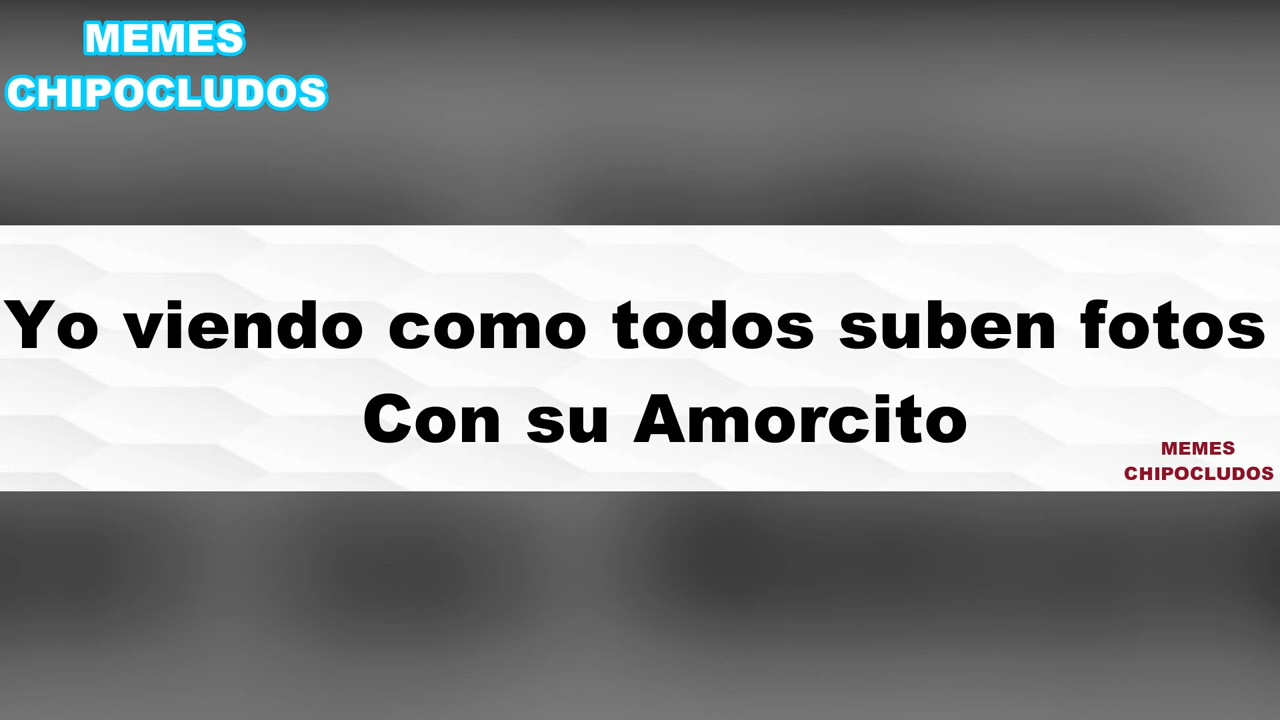 MEMES
CHIPOCLUDOS
Yo viendo como todos suben fotos
Con su Amorcito
MEMES
CHIPOCLUDOS